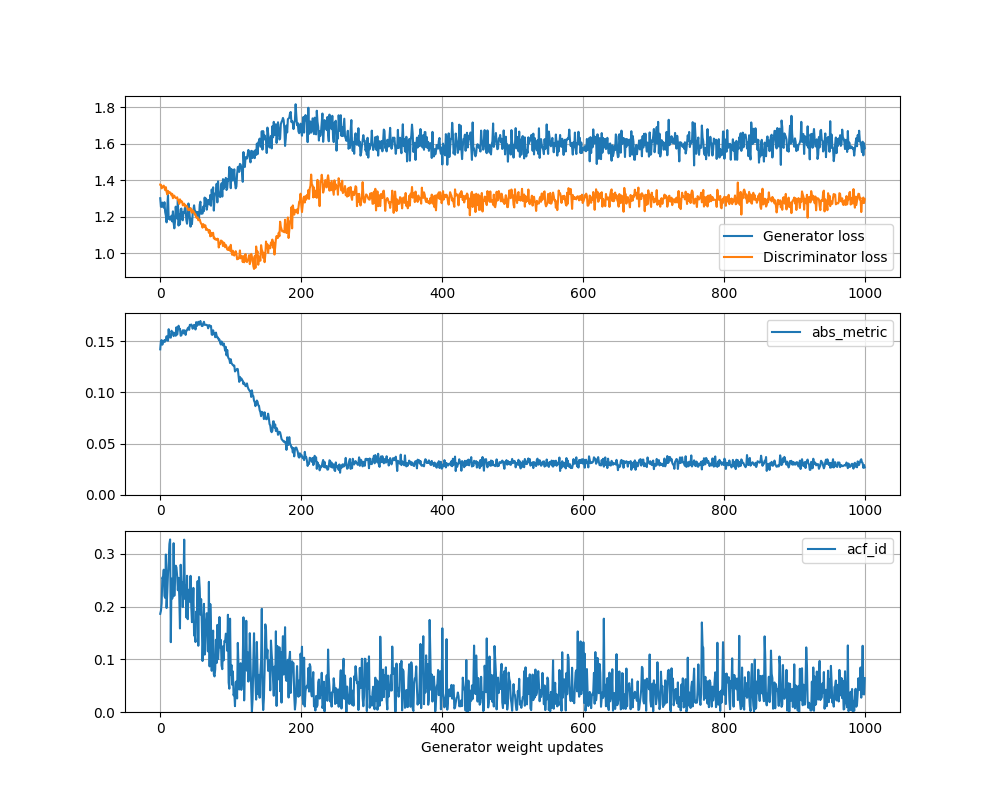 1.8
1.6
1.4
1.2
1.0
Generator loss
Discriminator loss
0 200 400 600 800 1000
0.15
0.10
0.05
0.00
abs_metric
0 200 400 600 800 1000
0.3
0.2
0.1
0.0
acf_id
0 200 400 600 800 1000
Generator weight updates